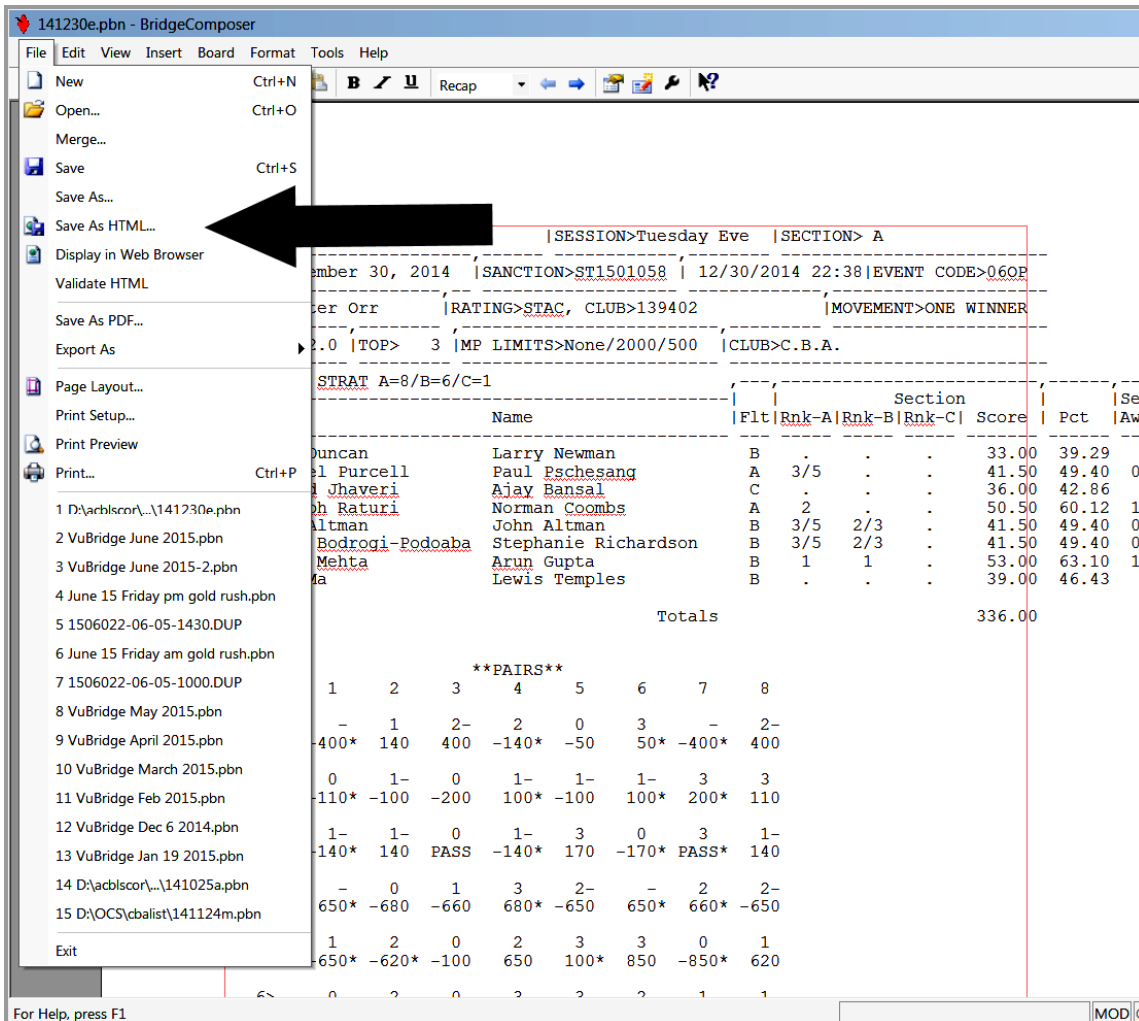 141230e.pbn - BridgeComposer
File Edit View Insert Board Format Tools Help
New Ctrl+N
Open... Ctrl+O
Merge...
Save Ctrl+S
Save As...
Save As HTML...
Display in Web Browser
Validate HTML
Save As PDF...
Export As
Page Layout...
Print Setup...
Print Preview
Print... Ctrl+P
1 D:\acblscor\...\141230e.pbn
2 VuBridge June 2015.pbn
3 VuBridge June 2015-2.pbn
4 June 15 Friday pm gold rush.pbn
5 1506022-06-05-1430.DUP
6 June 15 Friday am gold rush.pbn
7 1506022-06-05-1000.DUP
8 VuBridge May 2015.pbn
9 VuBridge April 2015.pbn
10 VuBridge March 2015.pbn
11 VuBridge Feb 2015.pbn
12 VuBridge Dec 6 2014.pbn
13 VuBridge Jan 19 2015.pbn
14 D:\acblscor\...\141025a.pbn
15 D:\OCS\cbalist\141124m.pbn
Exit
B I U Recap
|SESSION>Tuesday Eve |SECTION> A
ember 30, 2014 |SANCTION>ST1501058 | 12/30/2014 22:38|EVENT CODE>06OP
ter Orr |RATING>STAC, CLUB>139402 |MOVEMENT>ONE WINNER
2.0 |TOP> 3 |MP LIMITS>None/2000/500 |CLUB>C.B.A.
STRAT A=8/B=6/C=1
| Section | |Se
Name |Flt|Rnk-A|Rnk-B|Rnk-C| Score | Pct |Aw
Duncan Larry Newman B . . . 33.00 39.29
el Purcell Paul Pschesang A 3/5 . . 41.50 49.40 0
d Jhaveri Ajay Bansal C . . . 36.00 42.86
ph Raturi Norman Coombs A 2 . . 50.50 60.12 1
Altman John Altman B 3/5 2/3 . 41.50 49.40 0
Bodrogi-Podoaba Stephanie Richardson B 3/5 2/3 . 41.50 49.40 0
Mehta Arun Gupta B 1 1 . 53.00 63.10 1
Ma Lewis Temples B . . . 39.00 46.43
Totals 336.00
**PAIRS**
1 2 3 4 5 6 7 8
- 1 2- 2 0 3 - 2-
-400* 140 400 -140* -50 50* -400* 400
0 1- 0 1- 1- 1- 3 3
-110* -100 -200 100* -100 100* 200* 110
1- 1- 0 1- 3 0 3 1-
-140* 140 PASS -140* 170 -170* PASS* 140
- 0 1 3 2- - 2 2-
650* -680 -660 680* -650 650* 660* -650
1 2 0 2 3 3 0 1
-650* -620* -100 650 100* 850 -850* 620
For Help, press F1
MOD